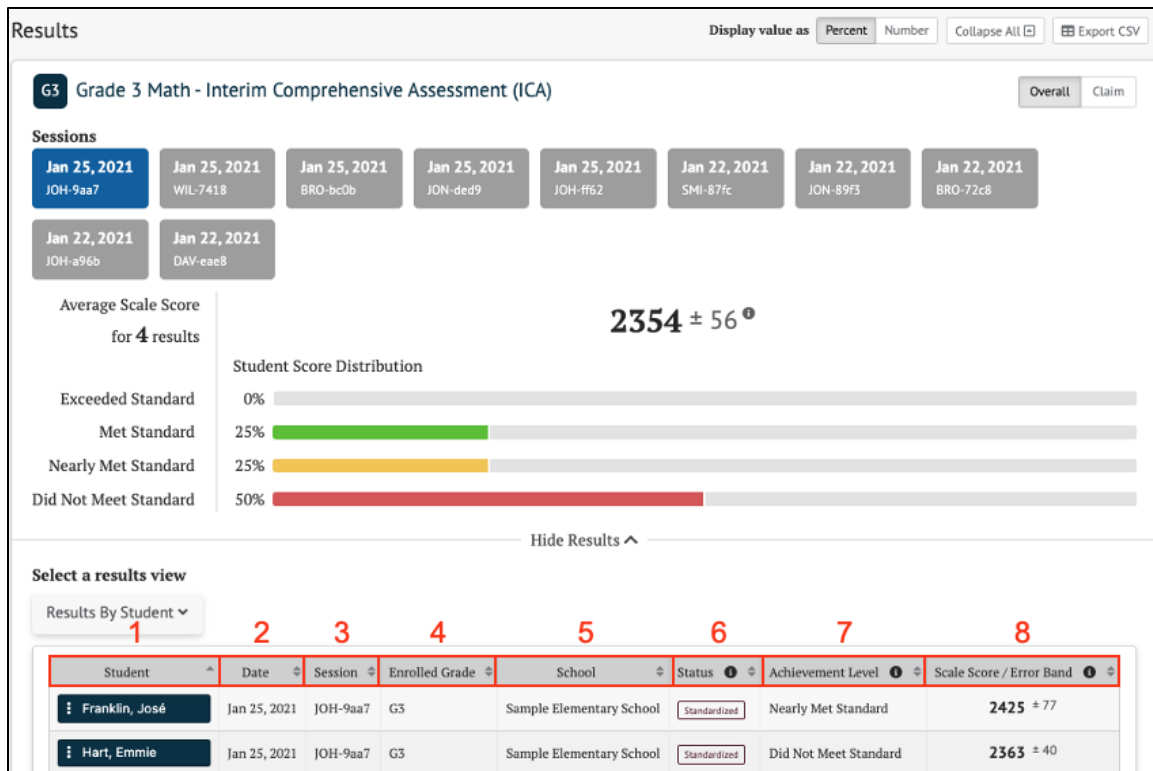 Results Display value as Percent Number Collapse All Export CSV
G3 Grade 3 Math - Interim Comprehensive Assessment (ICA) Overall Claim
Sessions
Jan 25, 2021 Jan 25, 2021 Jan 25, 2021 Jan 25, 2021 Jan 25, 2021 Jan 22, 2021 Jan 22, 2021 Jan 22, 2021
JOH-9aa7 WIL-7418 BRO-bc0b JON-ded9 JOH-ff62 SMI-87fc JON-89f3 BRO-72c8
Jan 22, 2021 Jan 22, 2021
JOH-a96b DAV-eae8
Average Scale Score
for 4 results
2354 ± 56
Student Score Distribution
Exceeded Standard 0%
Met Standard 25%
Nearly Met Standard 25%
Did Not Meet Standard 50%
Hide Results
Select a results view
Results By Student
1 2 3 4 5 6 7 8
Student Date Session Enrolled Grade School Status Achievement Level Scale Score / Error Band
Franklin, José Jan 25, 2021 JOH-9aa7 G3 Sample Elementary School Standardized Nearly Met Standard 2425 ± 77
Hart, Emmie Jan 25, 2021 JOH-9aa7 G3 Sample Elementary School Standardized Did Not Meet Standard 2363 ± 40